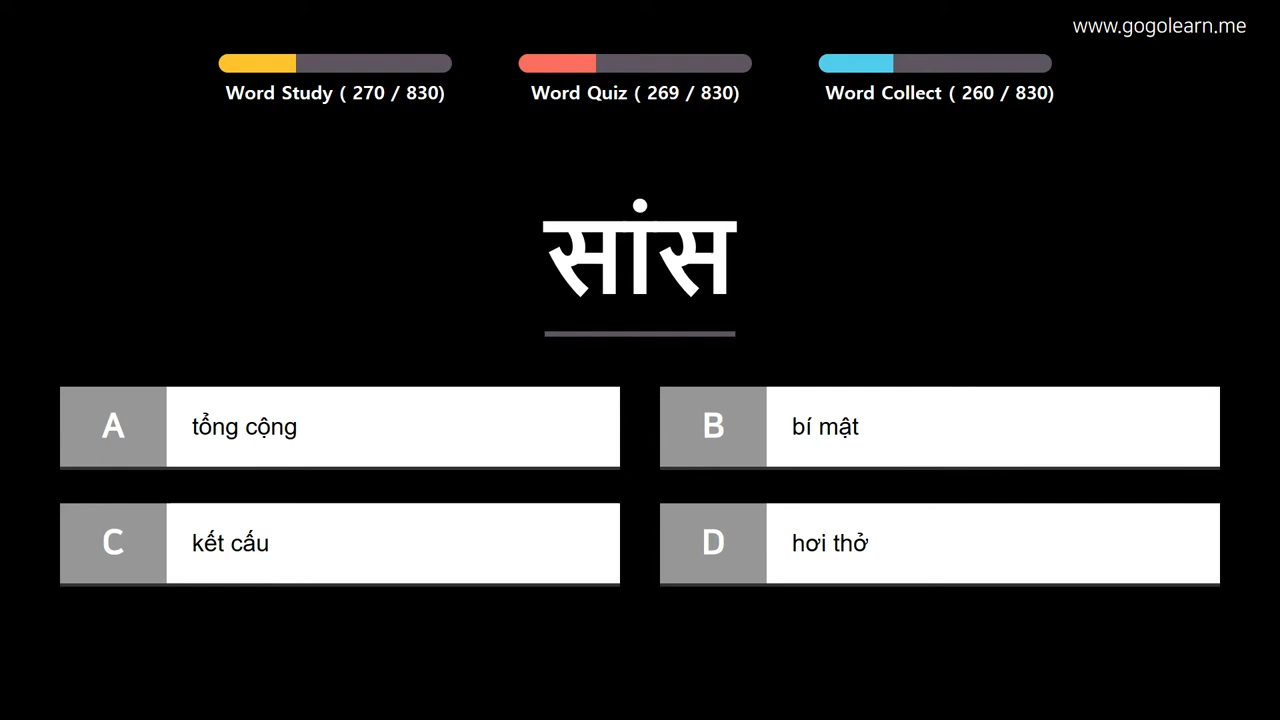 www.gogolearn.me
Word Study ( 270 / 830)
Word Quiz ( 269 / 830)
Word Collect ( 260 / 830)
सांस
A tổng cộng
B bí mật
C kết cấu
D hơi thở